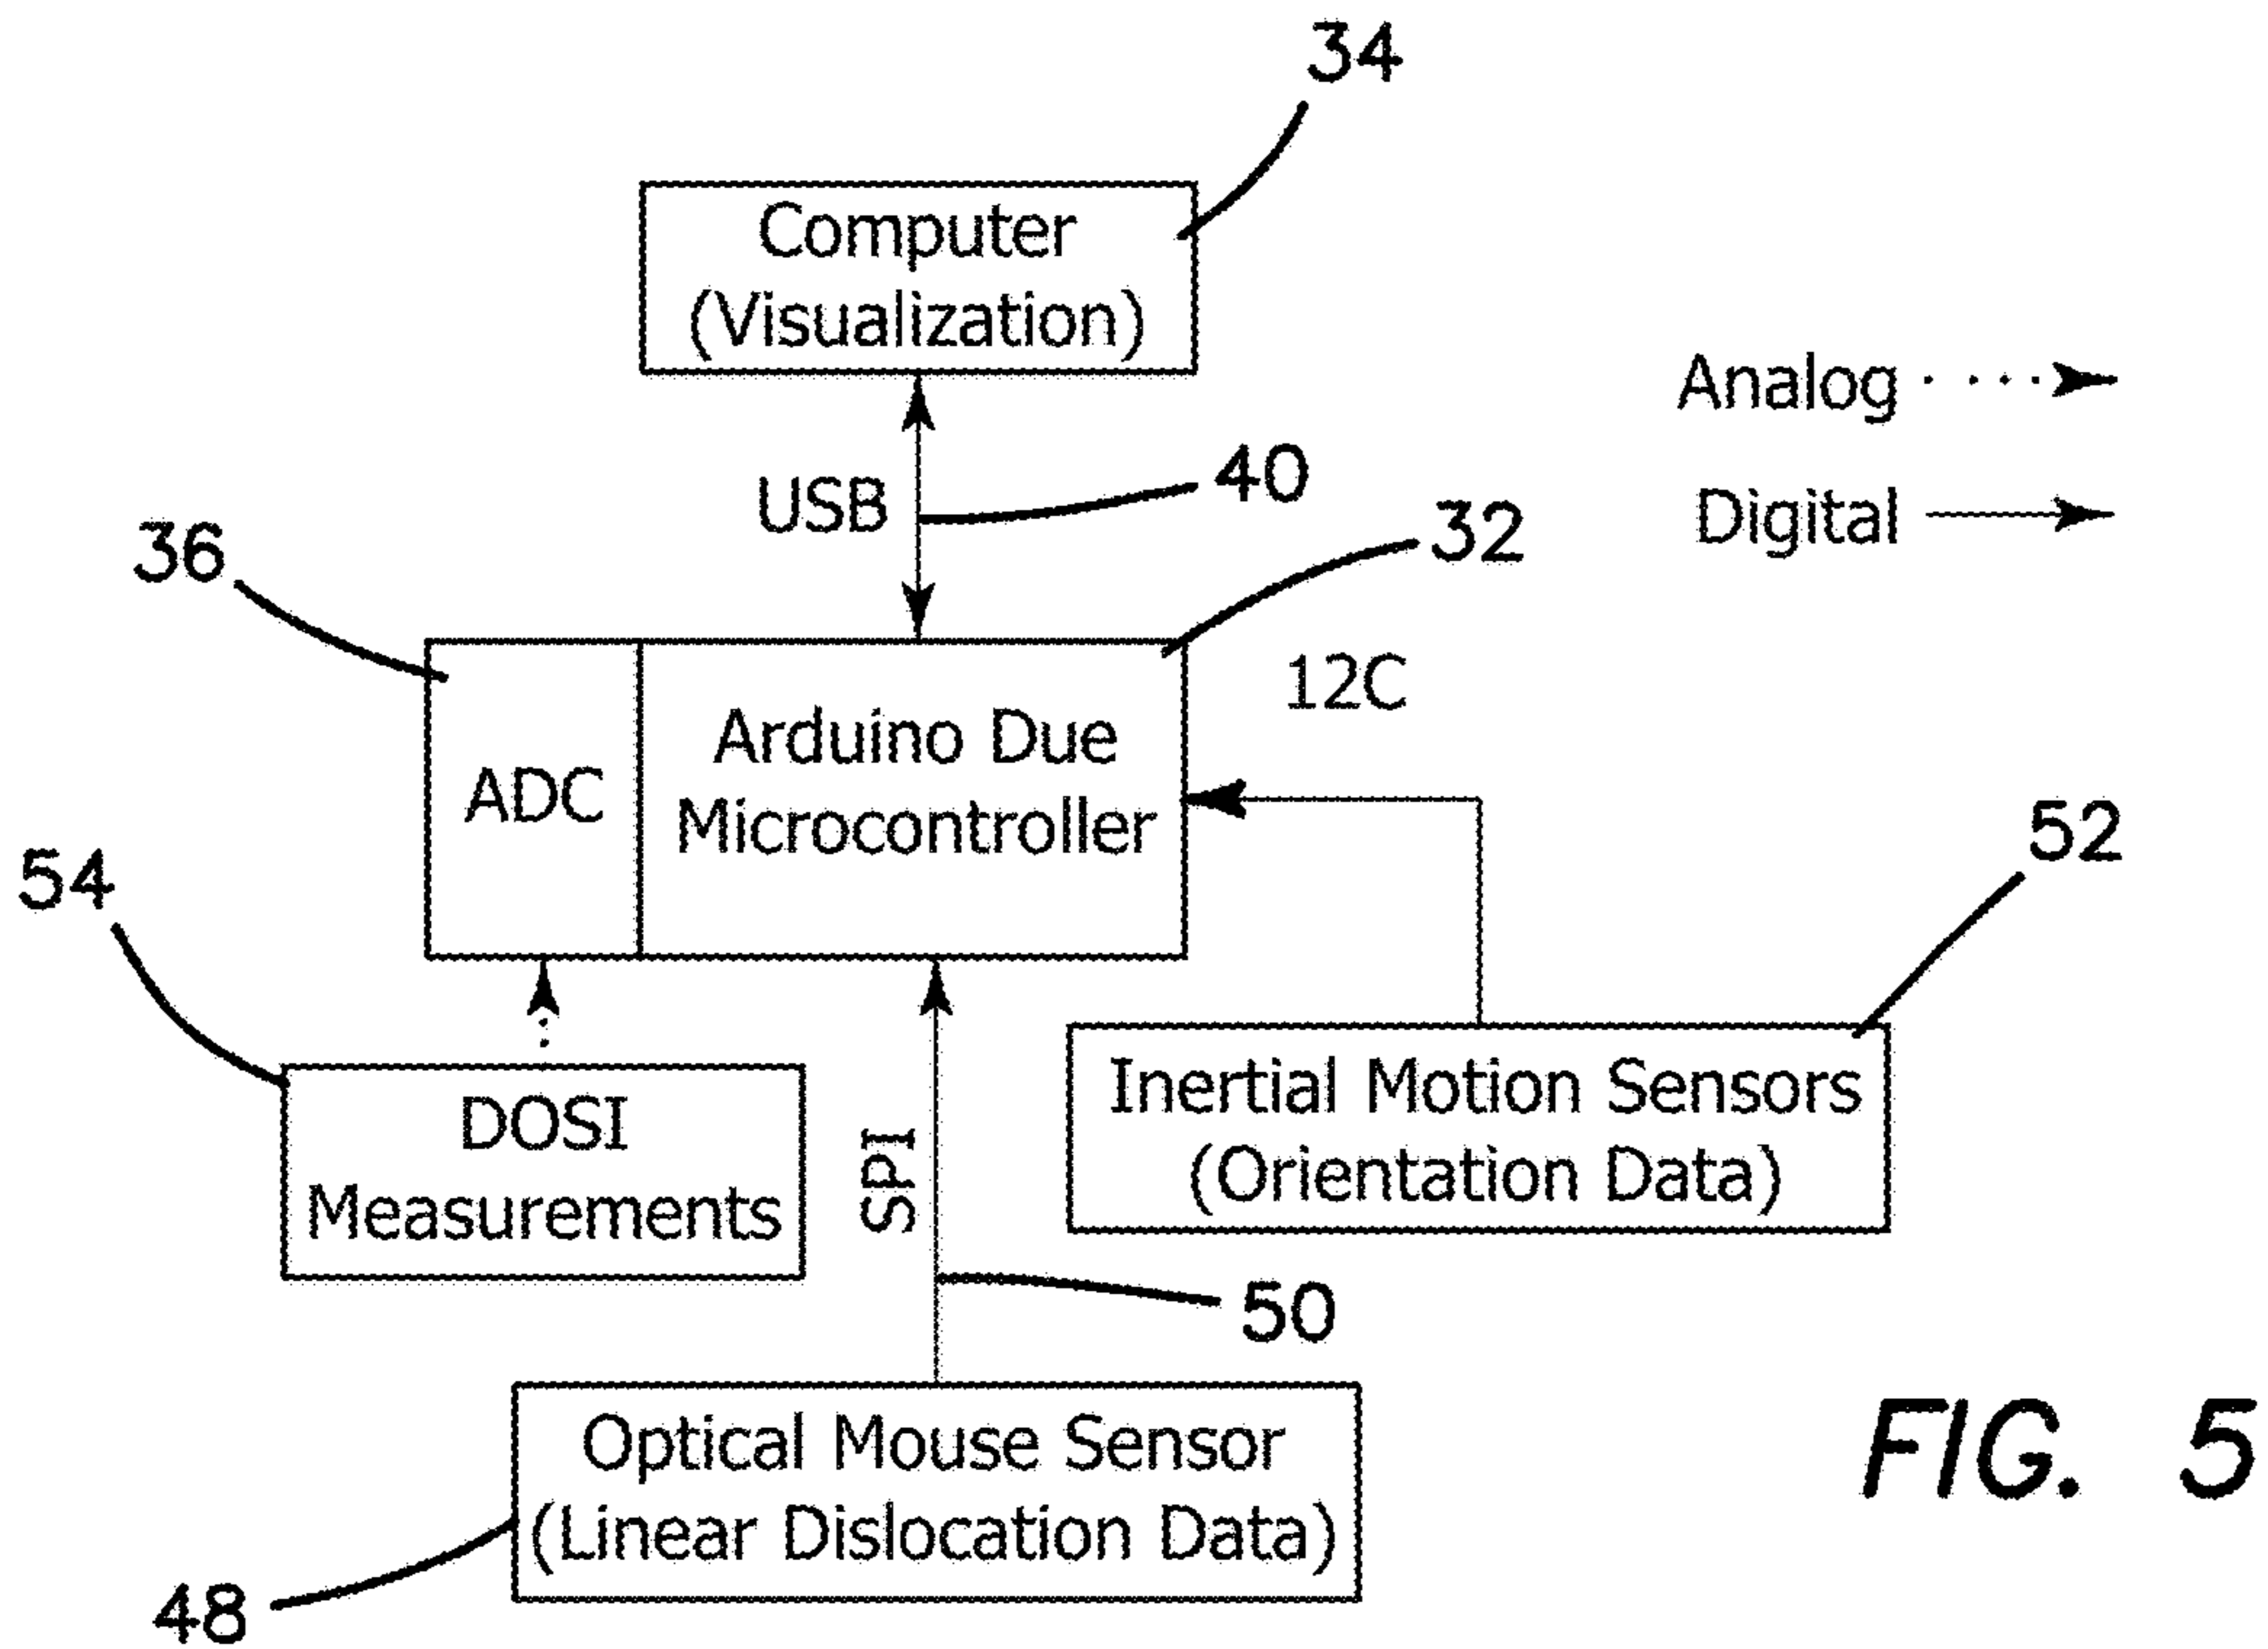 34
Computer
(Visualization)
Analog
USB
40
Digital
36
32
12C
ADC
Arduino Due
Microcontroller
54
52
DOSI
Measurements
SPI
Inertial Motion Sensors
(Orientation Data)
50
Optical Mouse Sensor
(Linear Dislocation Data)
48
FIG. 5